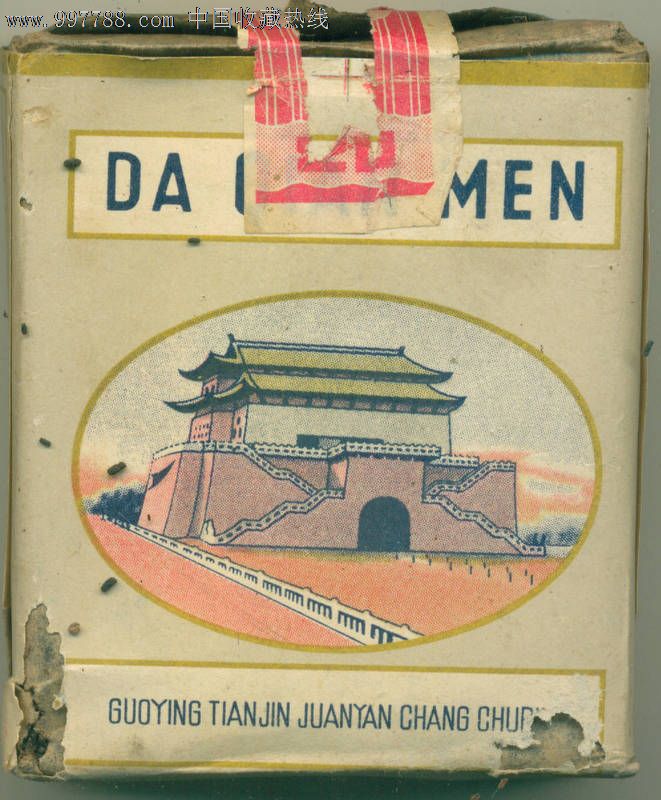 www.997788.com 中国收藏热线
DA MEN
GUOYING TIANJIN JUANYAN CHANG